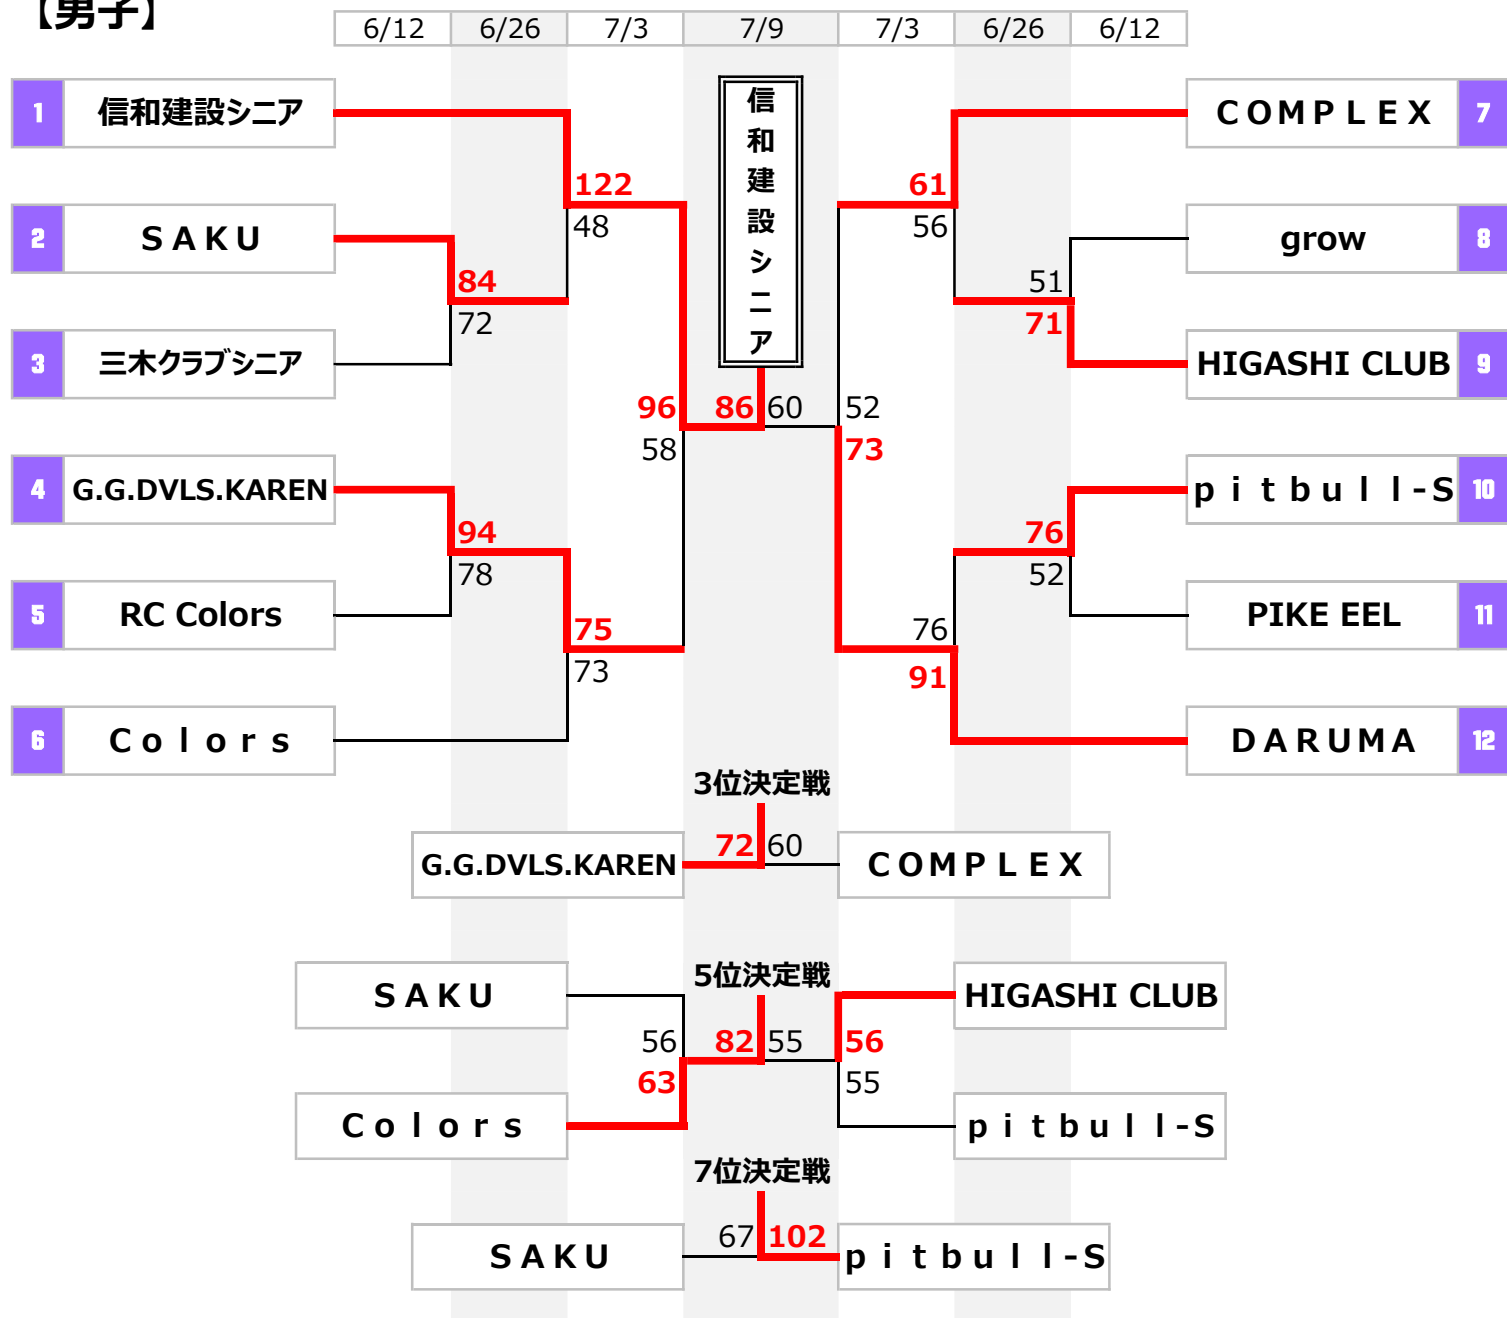 【男子】
6/12 6/26 7/3 7/9 7/3 6/26 6/12
信和建設シニア
1 信和建設シニア
COMPLEX 7
122
48
61
56
2 SAKU
grow 8
84
72
51
71
3 三木クラブシニア
HIGASHI CLUB 9
96
58
86 60
52
73
4 G.G.DVLS.KAREN
pitbull-S 10
94
78
76
52
5 RC Colors
PIKE EEL 11
75
73
76
91
6 Colors
DARUMA 12
3位決定戦
G.G.DVLS.KAREN 72 60 COMPLEX
5位決定戦
SAKU
HIGASHI CLUB
56
63
82 55
56
55
Colors
pitbull-S
7位決定戦
SAKU 67 102 pitbull-S